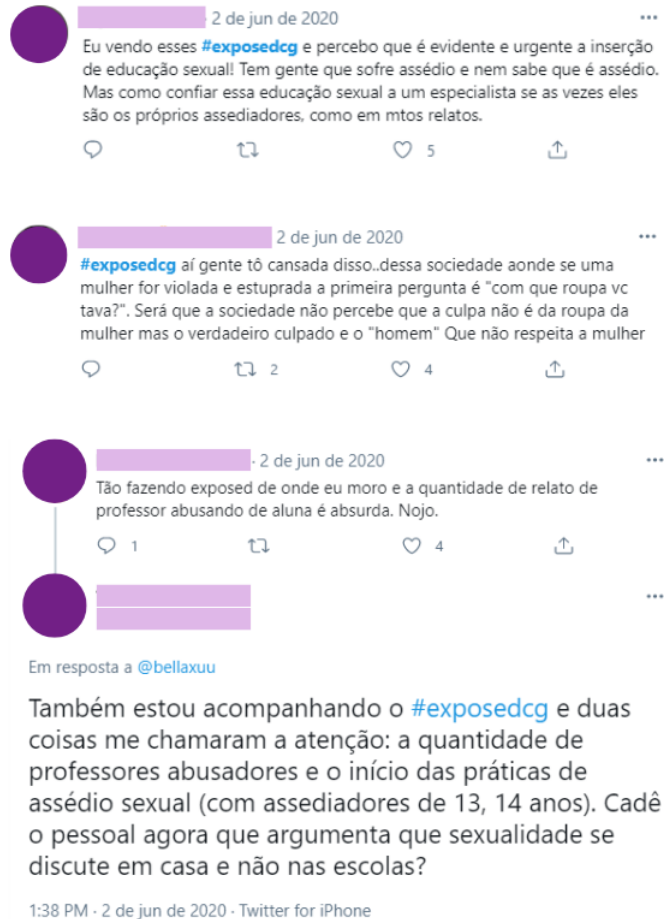 · 2 de jun de 2020
Eu vendo esses #exposedcg e percebo que é evidente e urgente a inserção
de educação sexual! Tem gente que sofre assédio e nem sabe que é assédio.
Mas como confiar essa educação sexual a um especialista se as vezes eles
são os próprios assediadores, como em mtos relatos.
5
2 de jun de 2020
#exposedcg aí gente tô cansada disso..dessa sociedade aonde se uma
mulher for violada e estuprada a primeira pergunta é "com que roupa vc
tava?". Será que a sociedade não percebe que a culpa não é da roupa da
mulher mas o verdadeiro culpado e o "homem" Que não respeita a mulher
2 4
· 2 de jun de 2020
Tão fazendo exposed de onde eu moro e a quantidade de relato de
professor abusando de aluna é absurda. Nojo.
1 4
Em resposta a @bellaxuu
Também estou acompanhando o #exposedcg e duas
coisas me chamaram a atenção: a quantidade de
professores abusadores e o início das práticas de
assédio sexual (com assediadores de 13, 14 anos). Cadê
o pessoal agora que argumenta que sexualidade se
discute em casa e não nas escolas?
1:38 PM · 2 de jun de 2020 · Twitter for iPhone